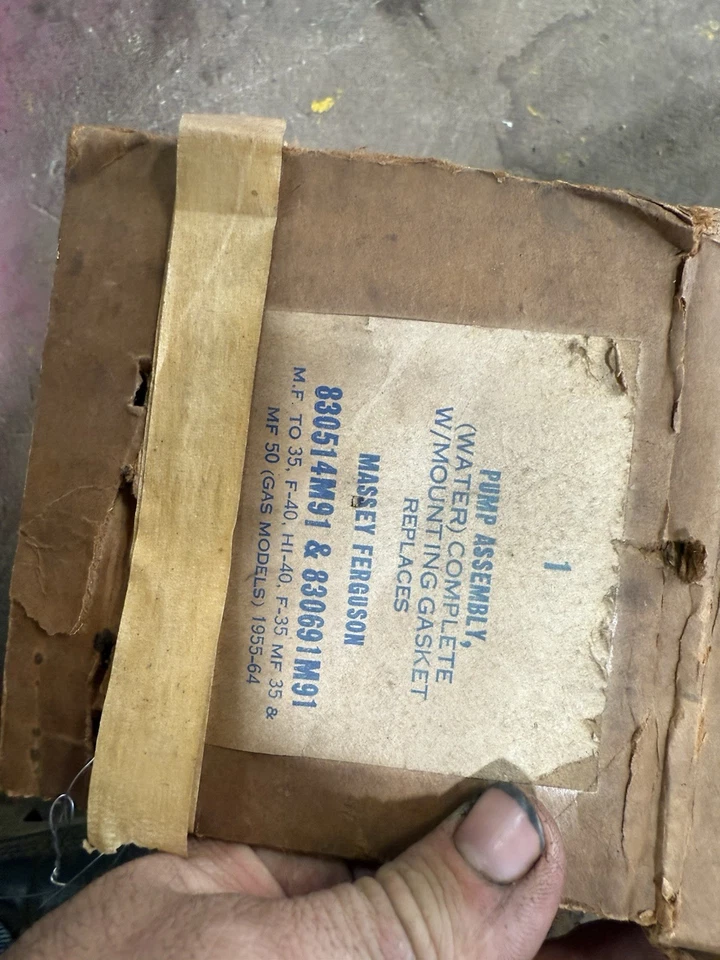 1
PUMP ASSEMBLY,
(WATER) COMPLETE
W/MOUNTING GASKET
REPLACES
MASSEY FERGUSON
830514M91 & 830691M91
M.F. TO 35, F-40, HI-40, F-35 MF 35 &
MF 50 (GAS MODELS) 1955-64